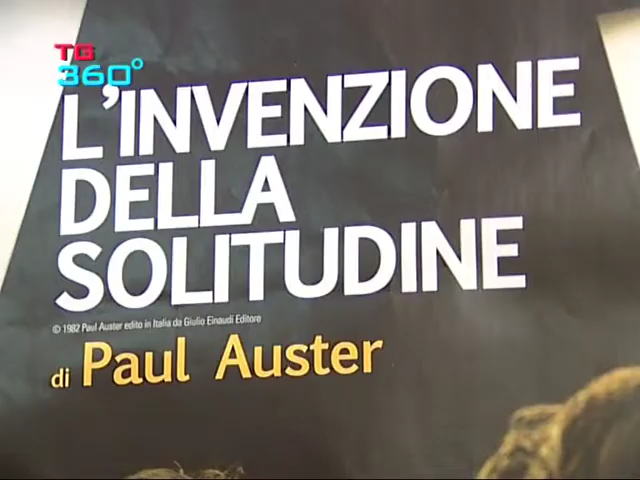 TG
360°
L'INVENZIONE
DELLA
SOLITUDINE
© 1982 Paul Auster edito in Italia da Giulio Einaudi Editore
di Paul Auster